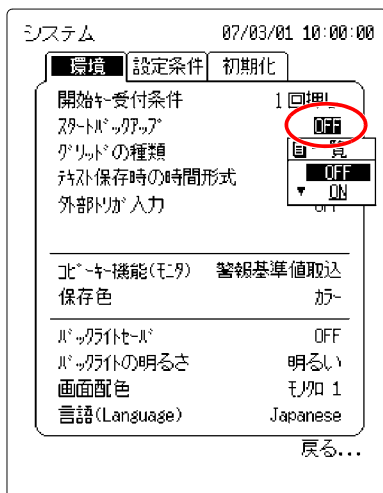 システム 07/03/01 10:00:00
環境 設定条件 初期化
開始キー受付条件 1回押し
スタートバックアップ OFF
グリッドの種類
一覧
テキスト保存時の時間形式 OFF
▼ ON
外部トリガ入力 OFF
コピーキー機能(モニタ) 警報基準値取込
保存色 カラー
バックライトセーバ OFF
バックライトの明るさ 明るい
画面配色 モノクロ 1
言語(Language) Japanese
戻る...